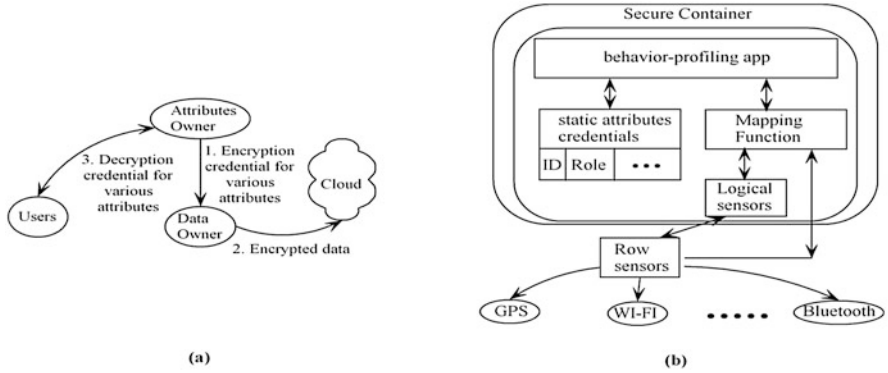 Attributes
Owner
3. Decryption
credential for
various
attributes
1. Encryption
credential for
various
attributes
Cloud
Users
Data
Owner
2. Encrypted data
(a)
Secure Container
behavior-profiling app
static attributes
credentials
ID Role •••
Mapping
Function
Logical
sensors
Row
sensors
GPS
WI-FI
•••••
Bluetooth
(b)